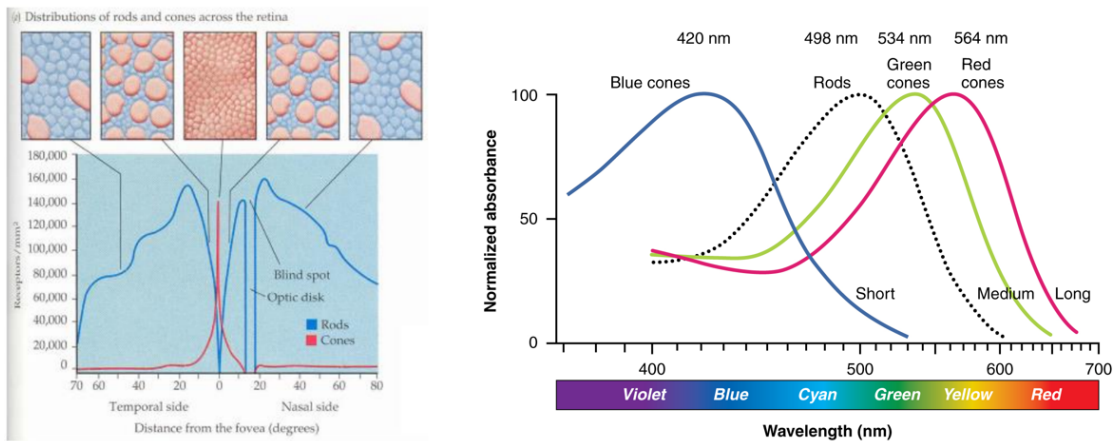 (a) Distributions of rods and cones across the retina
180,000
160,000
140,000
120,000
100,000
80,000
60,000
40,000
20,000
0
Receptors/mm²
Blind spot
Optic disk
Rods
Cones
70 60 40 20 0 20 40 60 80
Temporal side Nasal side
Distance from the fovea (degrees)
420 nm 498 nm 534 nm 564 nm
Blue cones Rods Green cones Red cones
100
50
0
Normalized absorbance
Short Medium Long
400 500 600 700
Violet Blue Cyan Green Yellow Red
Wavelength (nm)